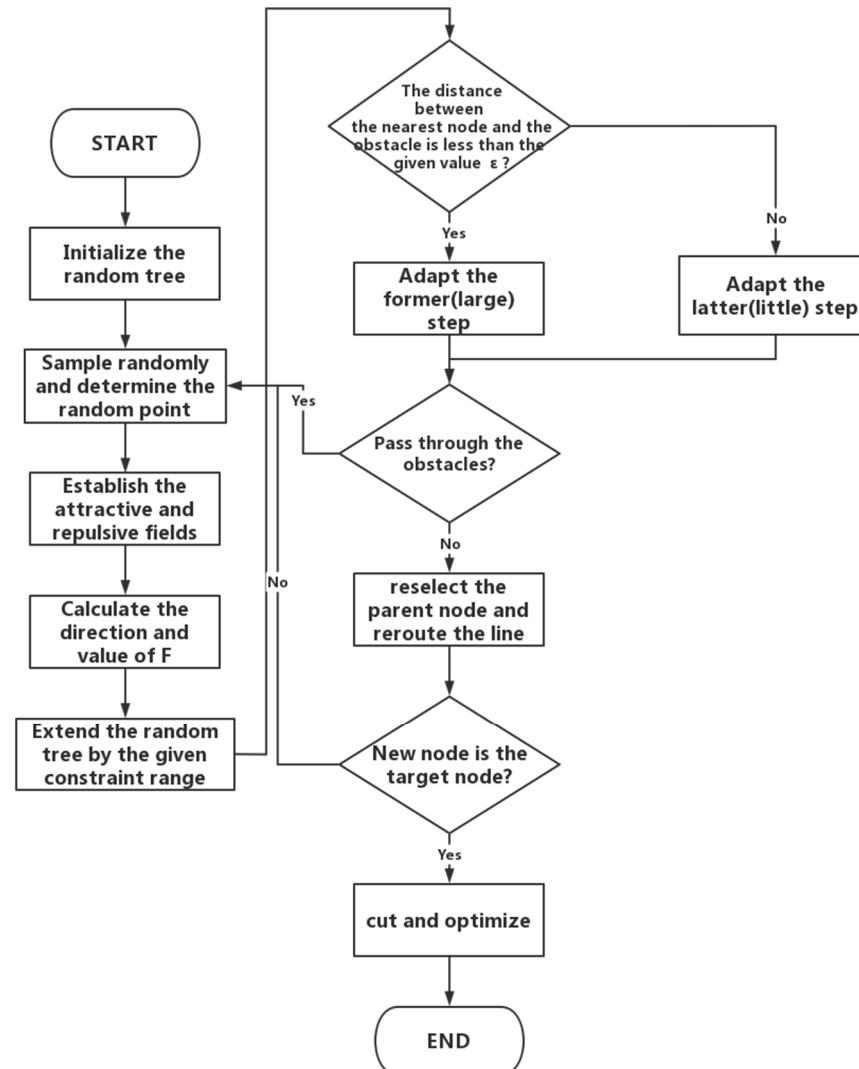 START
Initialize the
random tree
Sample randomly
and determine the
random point
Establish the
attractive and
repulsive fields
Calculate the
direction and
value of F
Extend the random
tree by the given
constraint range
The distance
between
the nearest node and the
obstacle is less than the
given value ε ?
Yes
No
Adapt the
former(large)
step
Adapt the
latter(little) step
Pass through the
obstacles?
Yes
No
reselect the
parent node and
reroute the line
New node is the
target node?
No
Yes
cut and optimize
END